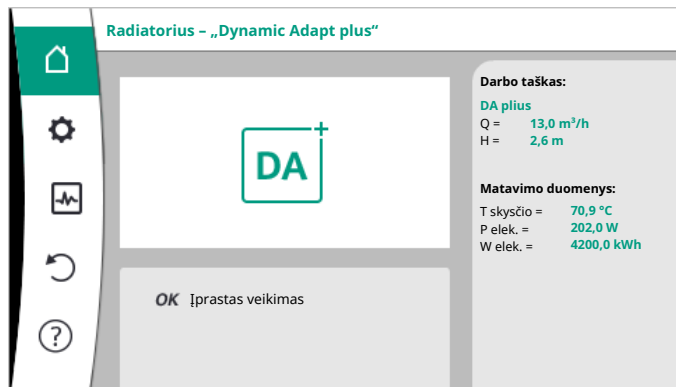 Radiatorius – „Dynamic Adapt plus“
DA
OK Įprastas veikimas
Darbo taškas:
DA plius
Q = 13,0 m³/h
H = 2,6 m
Matavimo duomenys:
T skysčio = 70,9 °C
P elek. = 202,0 W
W elek. = 4200,0 kWh